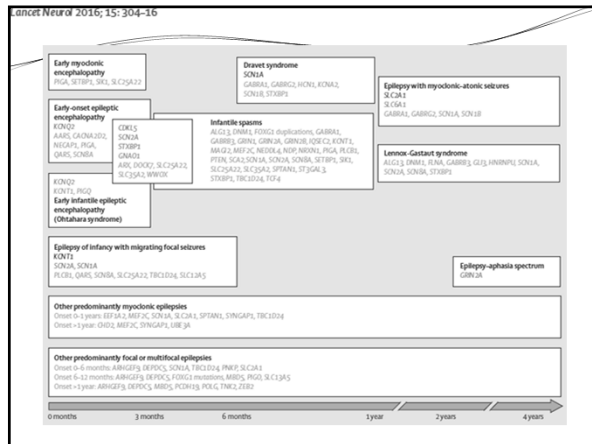 Lancet Neurol 2016; 15: 304–16
Early myoclonic
encephalopathy
PIGA, SETBP1, SIK1, SLC25A22
Dravet syndrome
SCN1A
GABRA1, GABRG2, HCN1, KCNA2,
SCN1B, STXBP1
Epilepsy with myoclonic-atonic seizures
SLC2A1
SLC6A1
GABRA1, GABRG2, SCN1A, SCN1B
Early-onset epileptic
encephalopathy
KCNQ2
AARS, CACNA2D2,
NECAP1, PIGA,
QARS, SCN8A
CDKL5
SCN2A
STXBP1
GNAO1
ARX, DOCK7, SLC25A22,
SLC35A2, WWOX
Infantile spasms
ALG13, DNM1, FOXG1 duplications, GABRA1,
GABRB3, GRIN1, GRIN2A, GRIN2B, IQSEC2, KCNT1,
MAGI2, MEF2C, NEDD4L, NDP, NRXN1, PIGA, PLCB1,
PTEN, SCA2, SCN1A, SCN2A, SCN8A, SETBP1, SIK1,
SLC25A22, SLC35A2, SPTAN1, ST3GAL3,
STXBP1, TBC1D24, TCF4
Lennox-Gastaut syndrome
ALG13, DNM1, FLNA, GABRB3, GLI3, HNRNPU, SCN1A,
SCN2A, SCN8A, STXBP1
KCNQ2
KCNT1, PIGQ
Early infantile epileptic
encephalopathy
(Ohtahara syndrome)
Epilepsy of infancy with migrating focal seizures
KCNT1
SCN2A, SCN1A
PLCB1, QARS, SCN8A, SLC25A22, TBC1D24, SLC12A5
Epilepsy-aphasia spectrum
GRIN2A
Other predominantly myoclonic epilepsies
Onset 0–1 years: EEF1A2, MEF2C, SCN1A, SLC2A1, SPTAN1, SYNGAP1, TBC1D24
Onset >1 year: CHD2, MEF2C, SYNGAP1, UBE3A
Other predominantly focal or multifocal epilepsies
Onset 0–6 months: ARHGEF9, DEPDC5, SCN1A, TBC1D24, PNKP, SLC2A1
Onset 6–12 months: ARHGEF9, DEPDC5, FOXG1 mutations, MBD5, PIGO, SLC13A5
Onset >1 year: ARHGEF9, DEPDC5, MBD5, PCDH19, POLG, TNK2, ZEB2
0 months
3 months
6 months
1 year
2 years
4 years